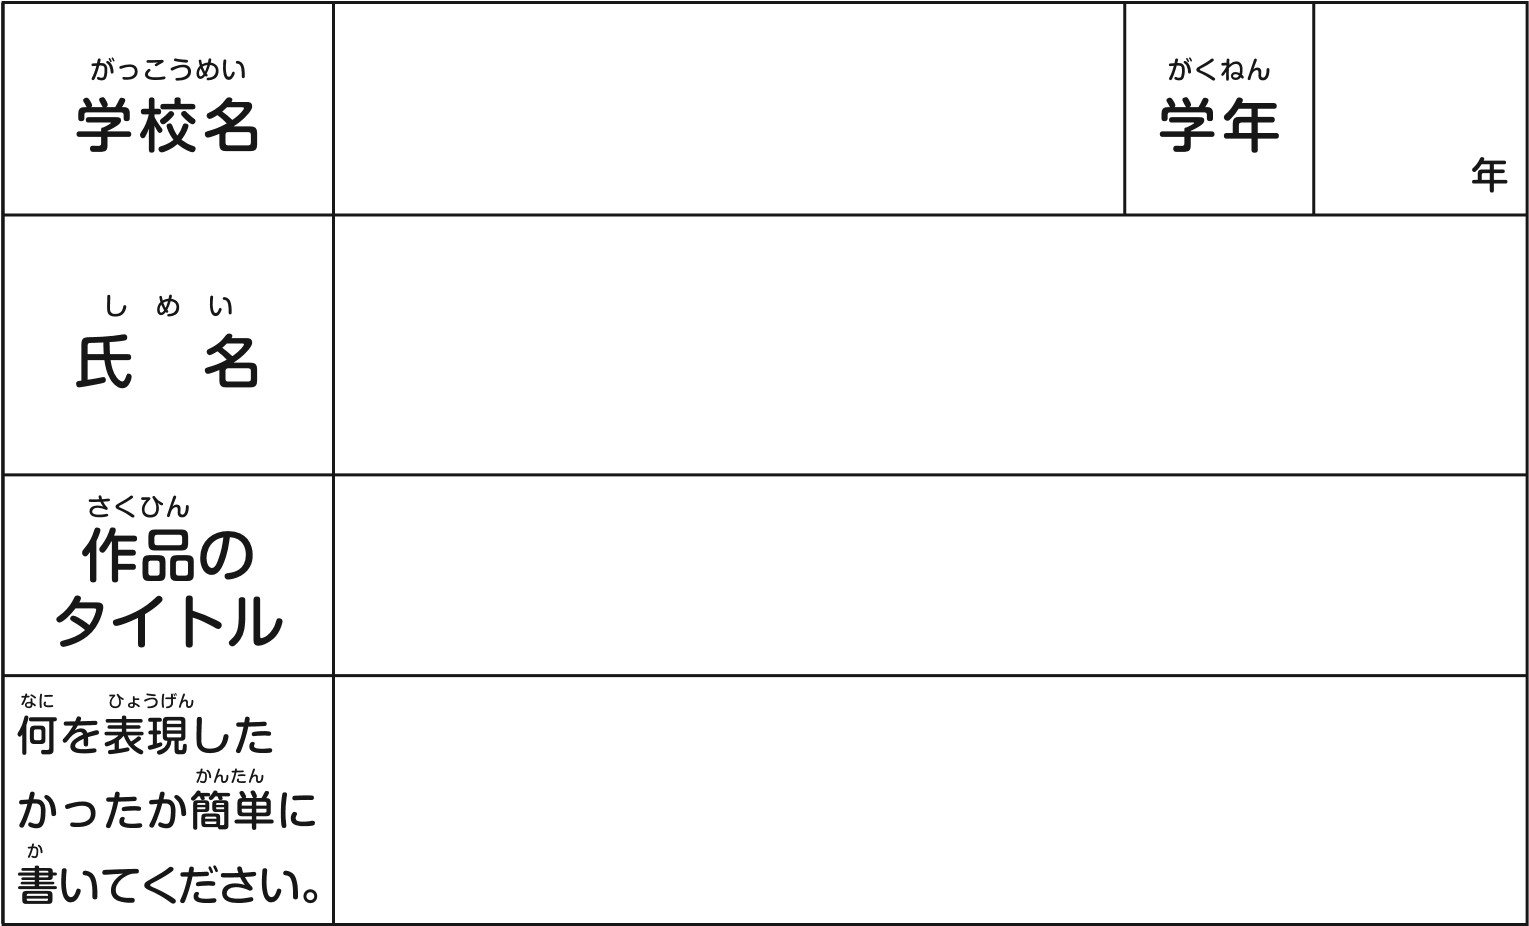 がっこうめい
学校名
がくねん
学年
年
しめい
氏名
さくひん
作品の
タイトル
なに ひょうげん
何を表現した
かんたん
かったか簡単に
か
書いてください。